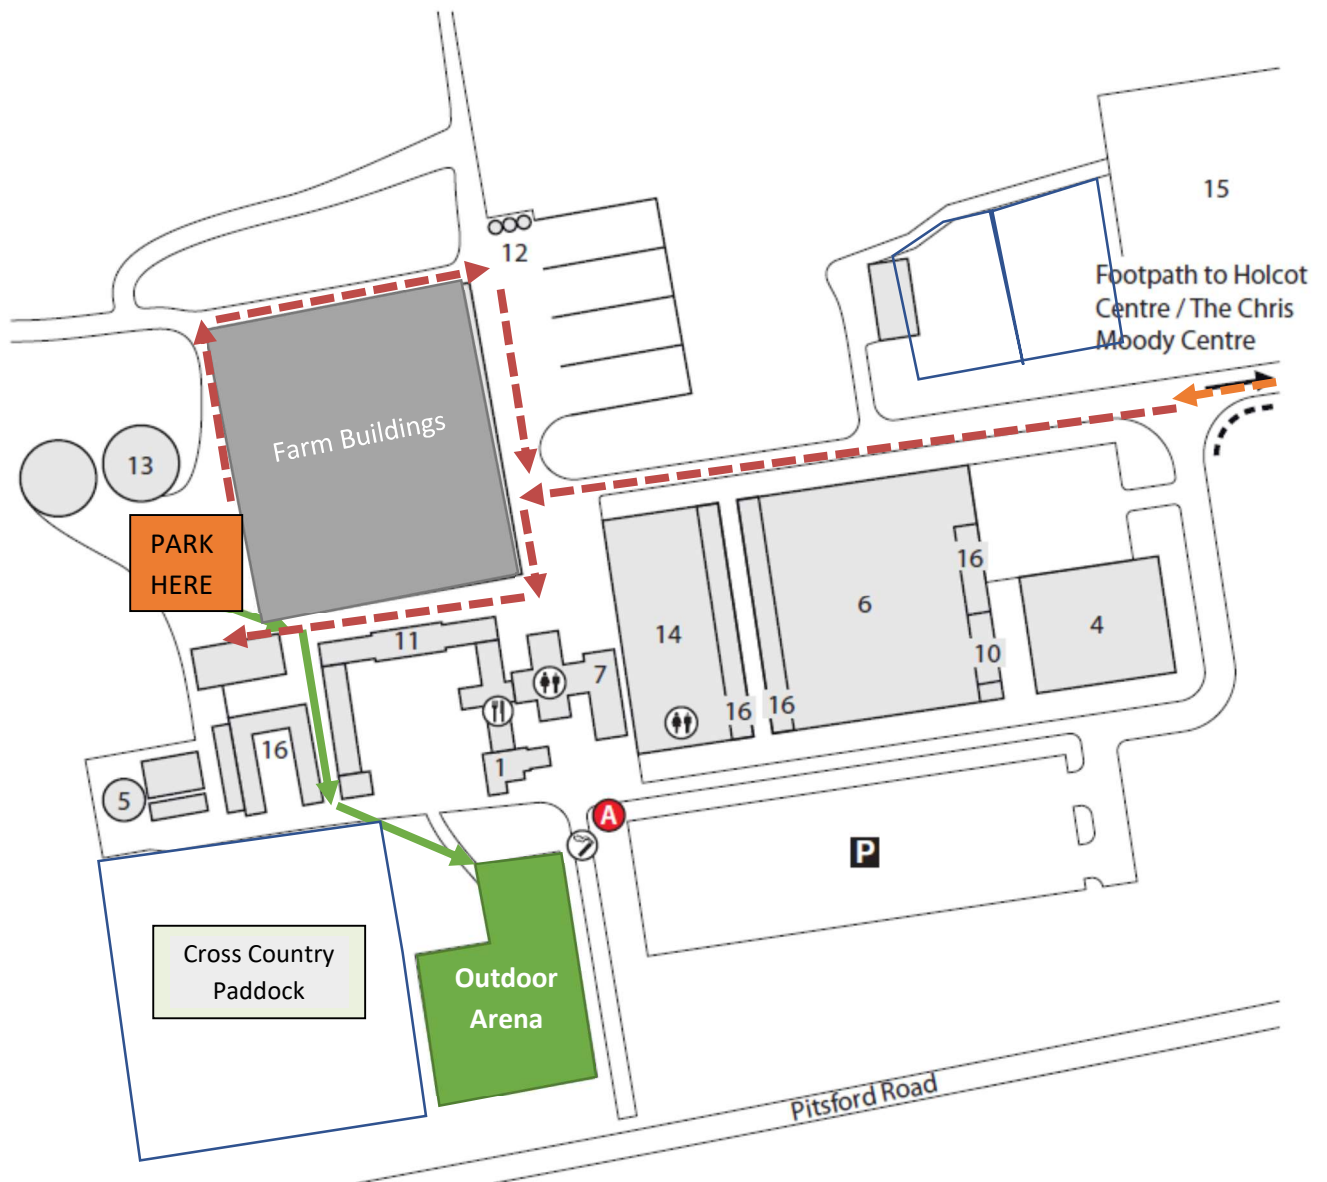 15
12
Footpath to Holcot
Centre / The Chris
Moody Centre
Farm Buildings
13
PARK
HERE
16
6
4
14
11
10
7
16
16
16
1
5
A
P
Cross Country
Paddock
Outdoor
Arena
Pitsford Road